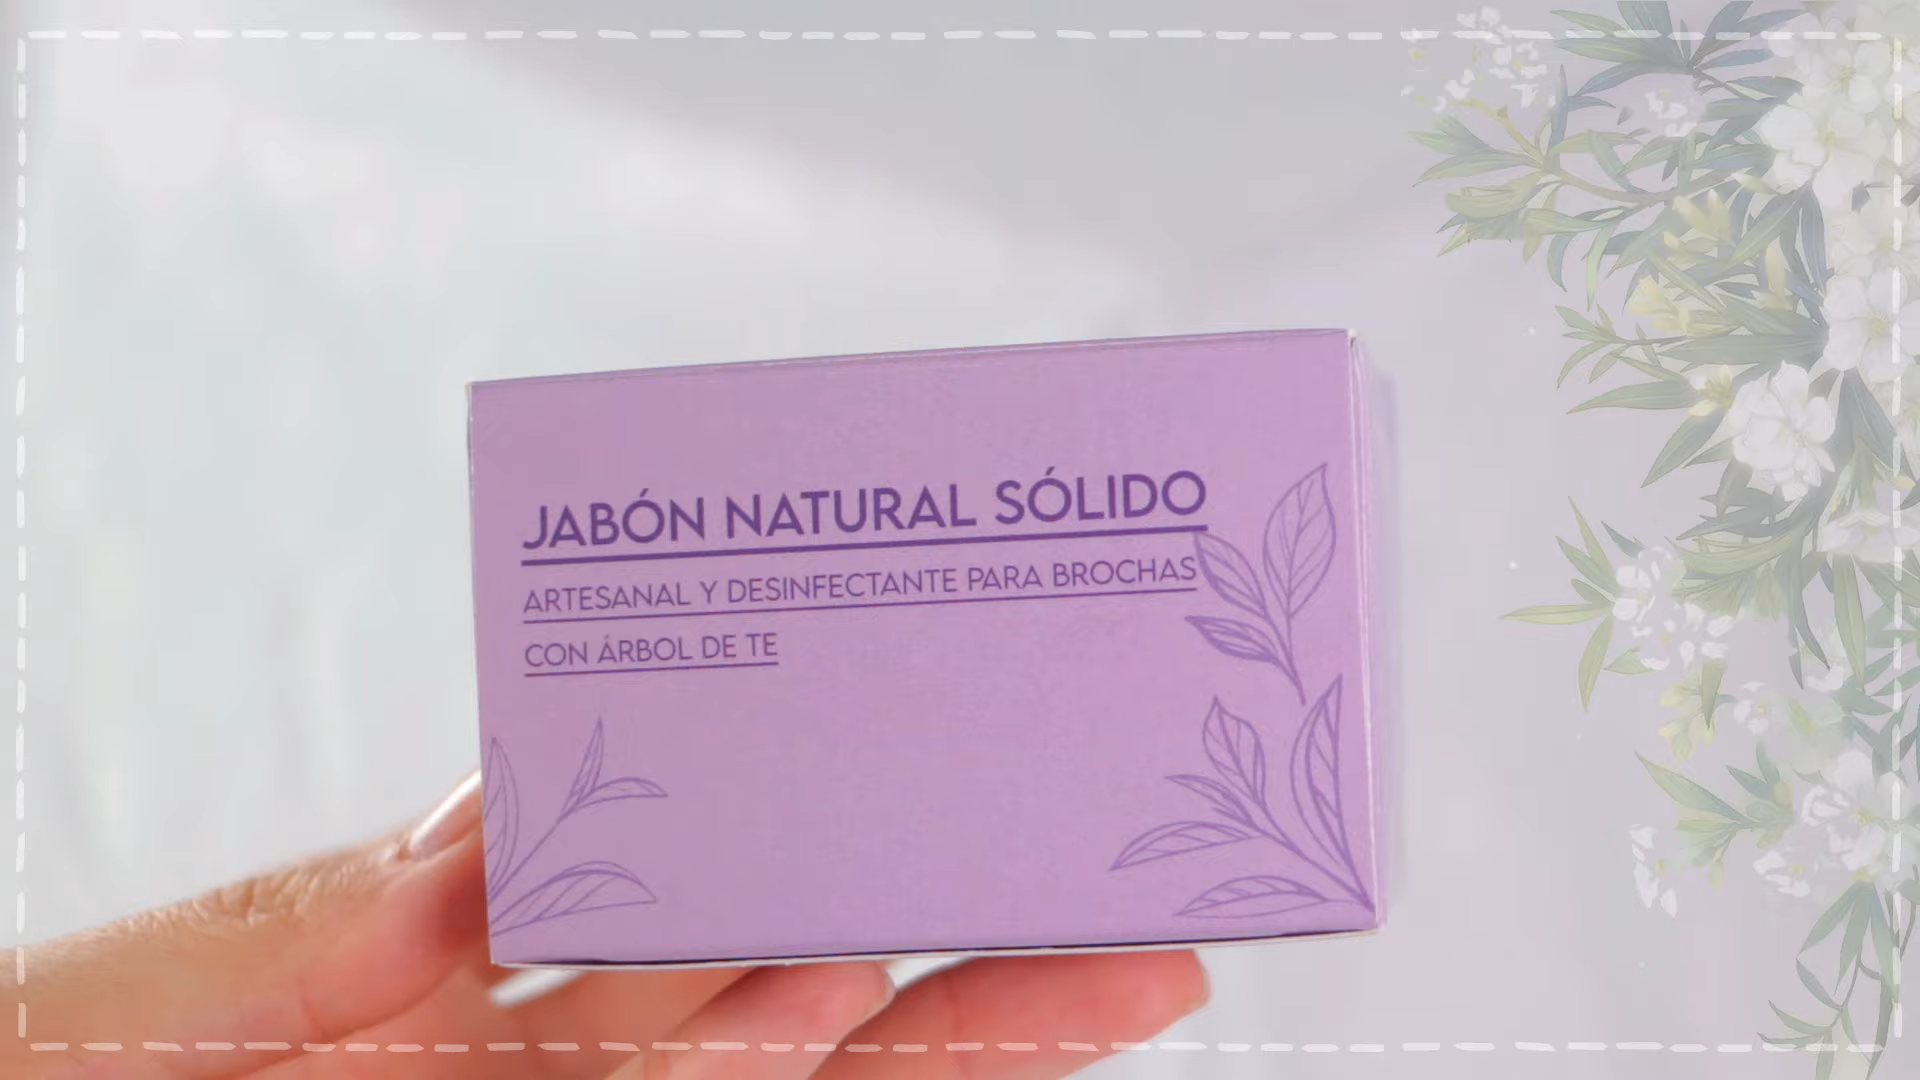 JABÓN NATURAL SÓLIDO
ARTESANAL Y DESINFECTANTE PARA BROCHAS
CON ÁRBOL DE TE